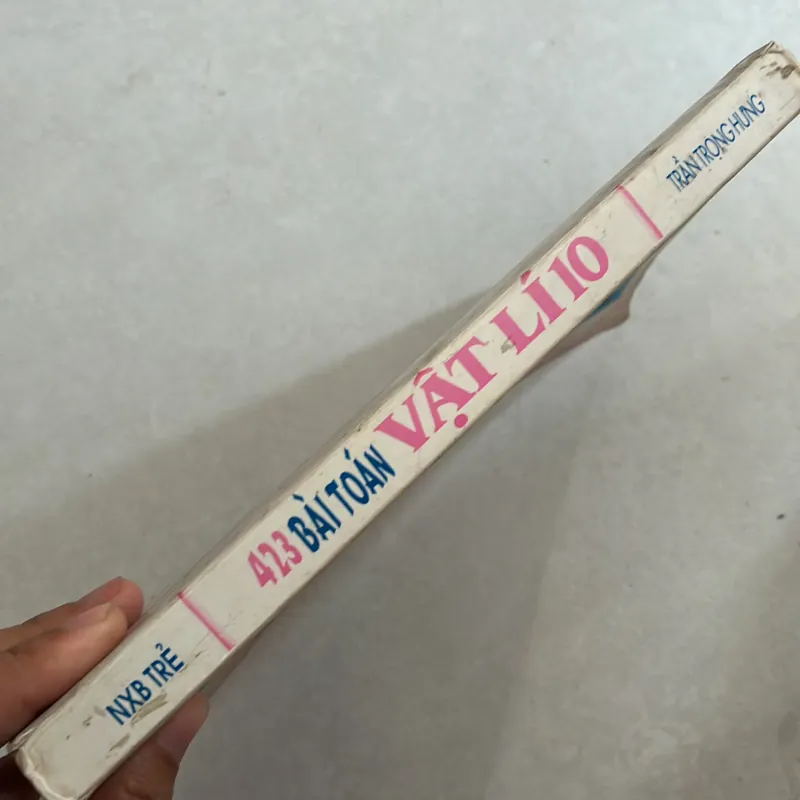 NXB TRẺ
423 BÀI TOÁN VẬT LÍ 10
TRẦN TRỌNG HƯNG